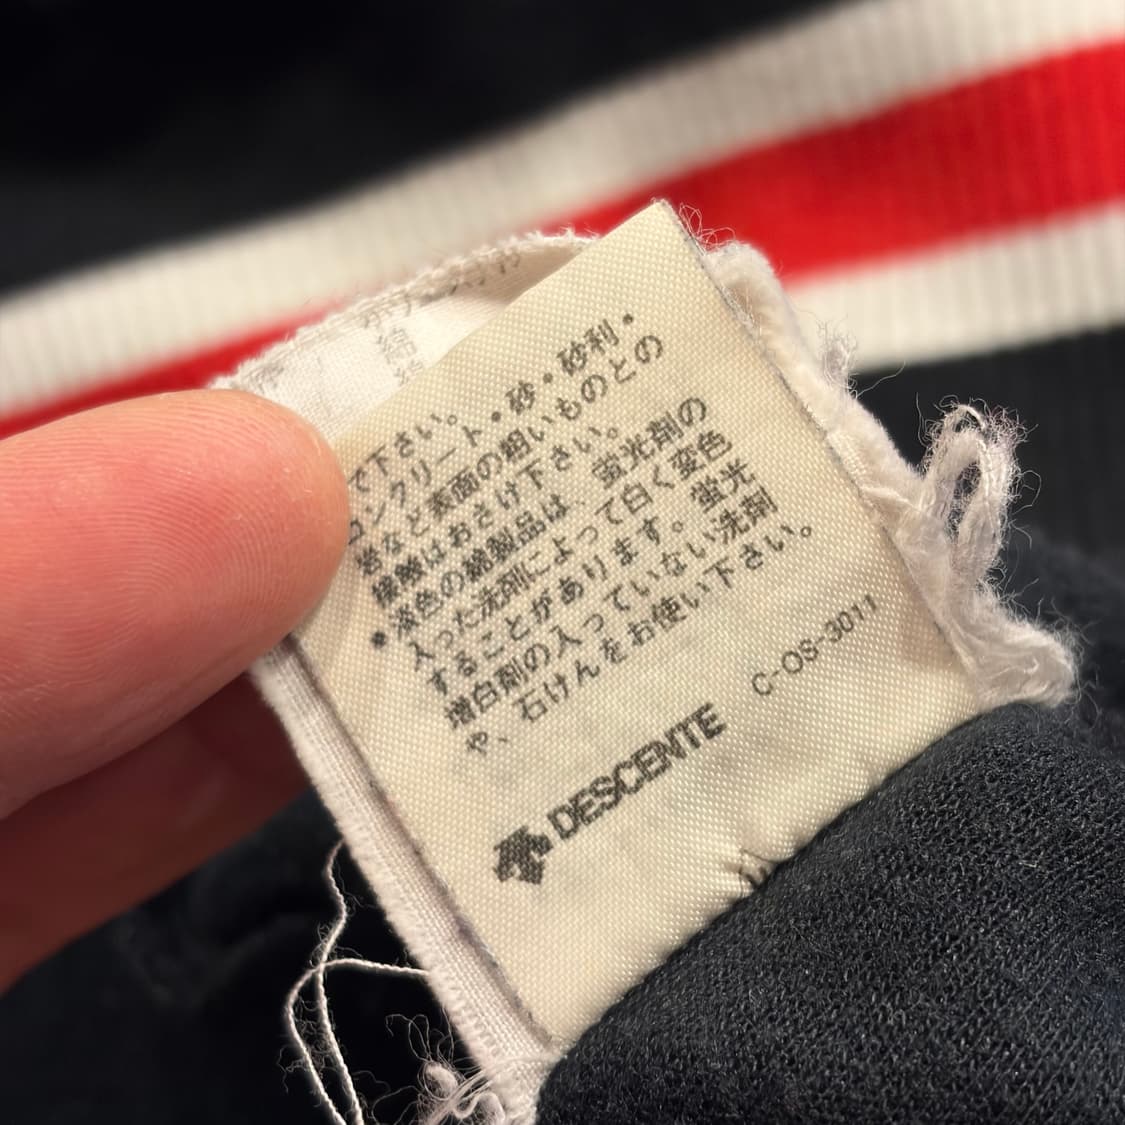 で下さい。
コンクリート・砂・砂利・
岩など表面の粗いものとの
接触はおさけ下さい。
•淡色の綿製品は、蛍光剤の
入った洗剤によって白く変色
することがあります。蛍光
増白剤の入っていない洗剤
や、石けんをお使い下さい。
C-OS-3011
DESCENTE